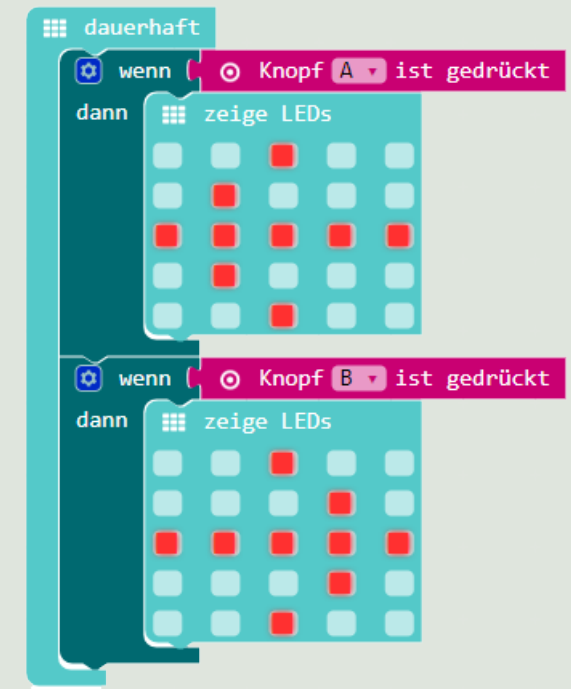 dauerhaft
wenn Knopf A ist gedrückt
dann zeige LEDs
wenn Knopf B ist gedrückt
dann zeige LEDs